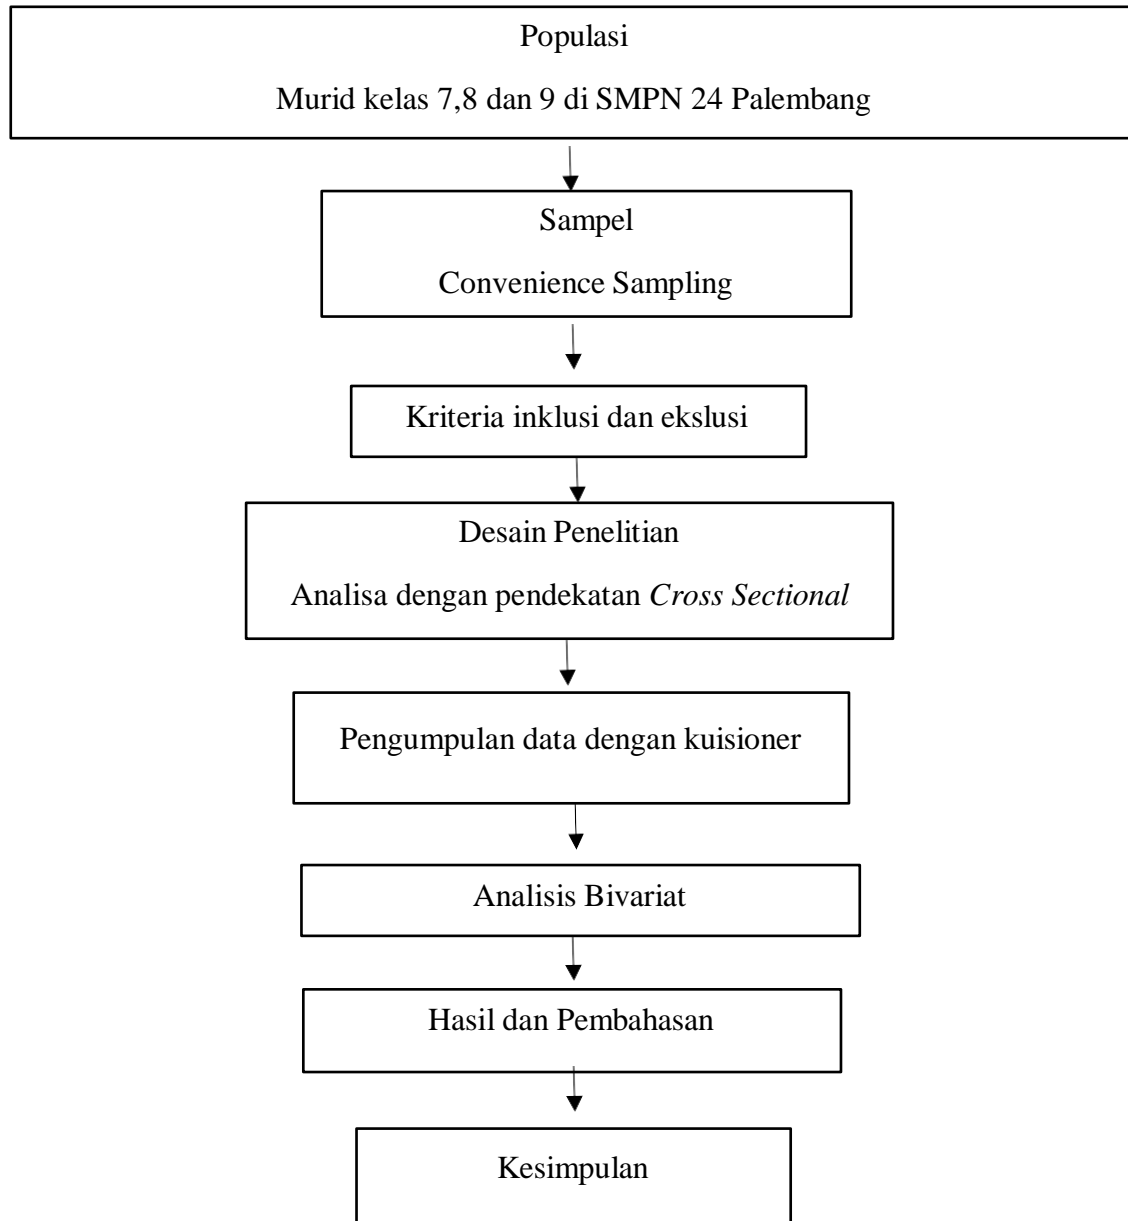 Populasi
Murid kelas 7,8 dan 9 di SMPN 24 Palembang
Sampel
Convenience Sampling
Kriteria inklusi dan ekslusi
Desain Penelitian
Analisa dengan pendekatan Cross Sectional
Pengumpulan data dengan kuisioner
Analisis Bivariat
Hasil dan Pembahasan
Kesimpulan